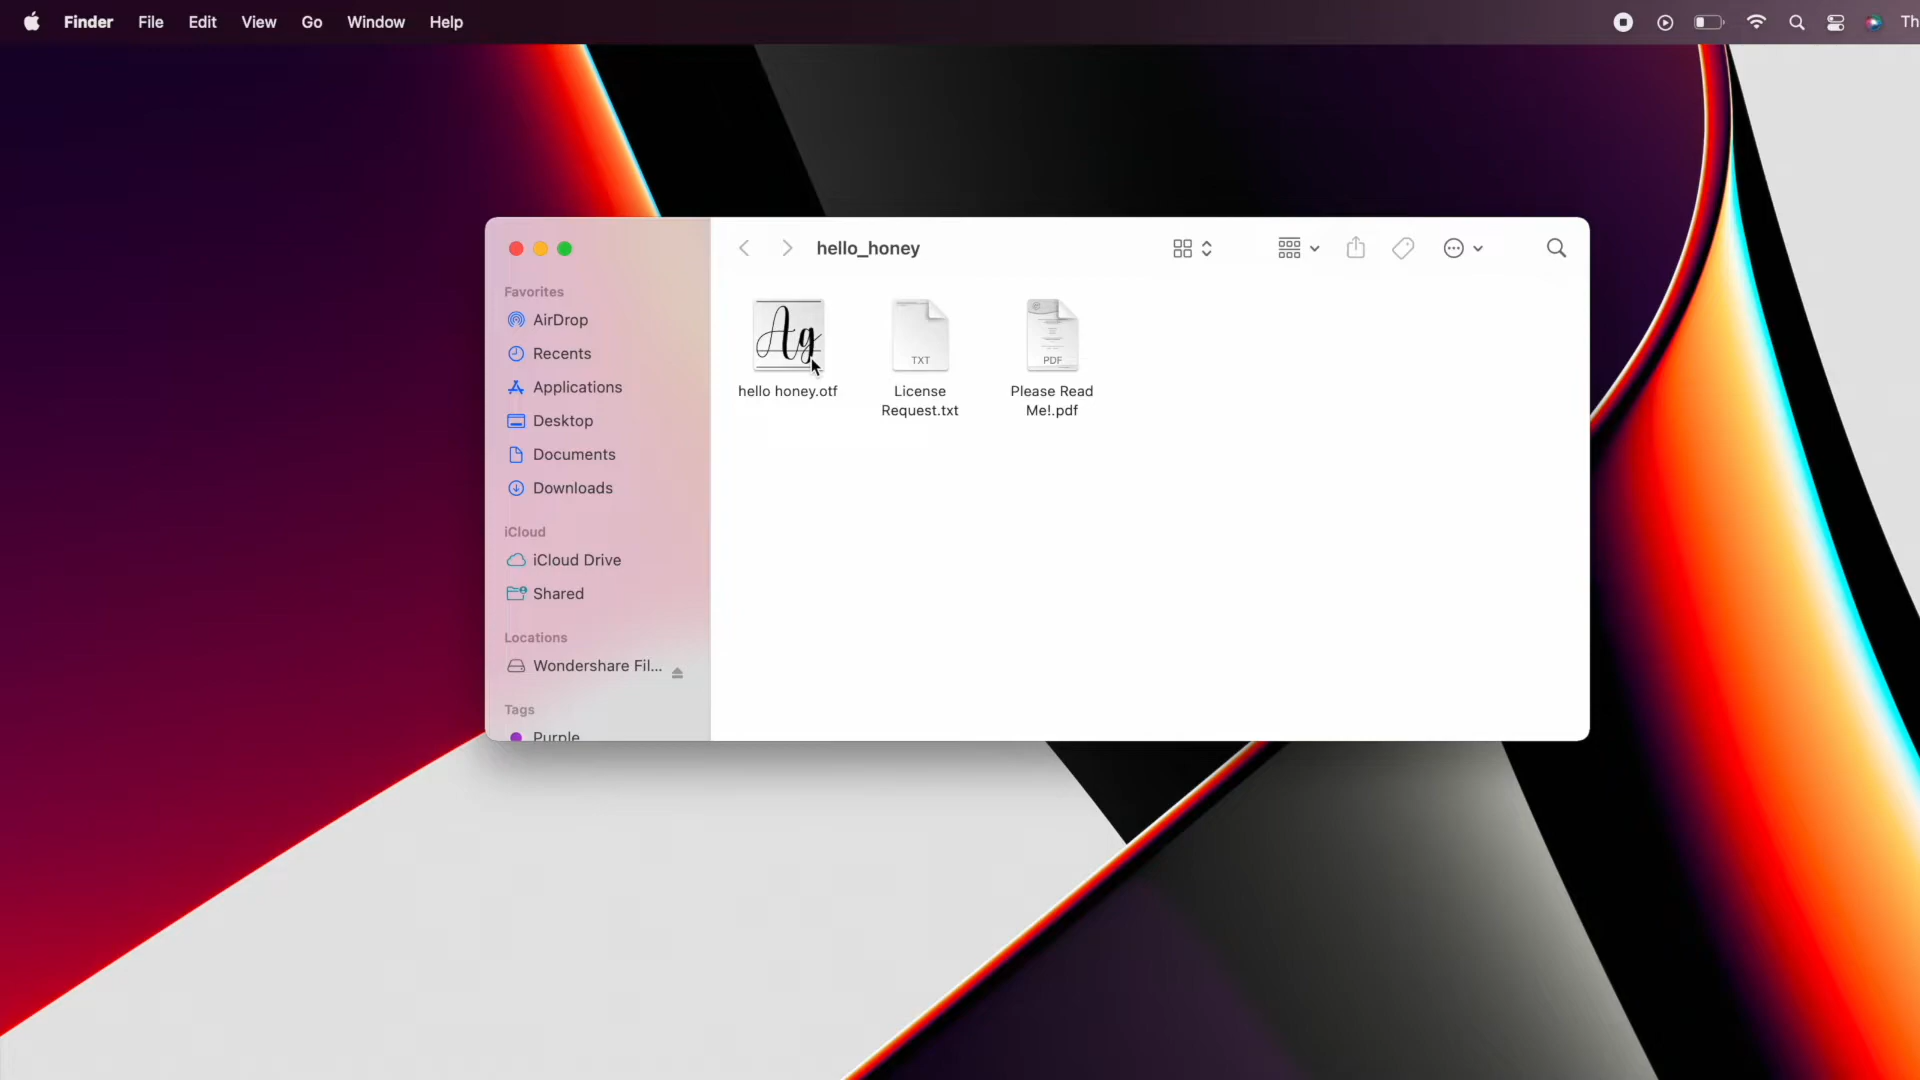 Finder File Edit View Go Window Help Th
hello_honey
Favorites
AirDrop
Recents
Applications
Desktop
Documents
Downloads
iCloud
iCloud Drive
Shared
Locations
Wondershare Fil...
Tags
Purple
Ag
TXT
PDF
hello honey.otf
License
Request.txt
Please Read
Me!.pdf